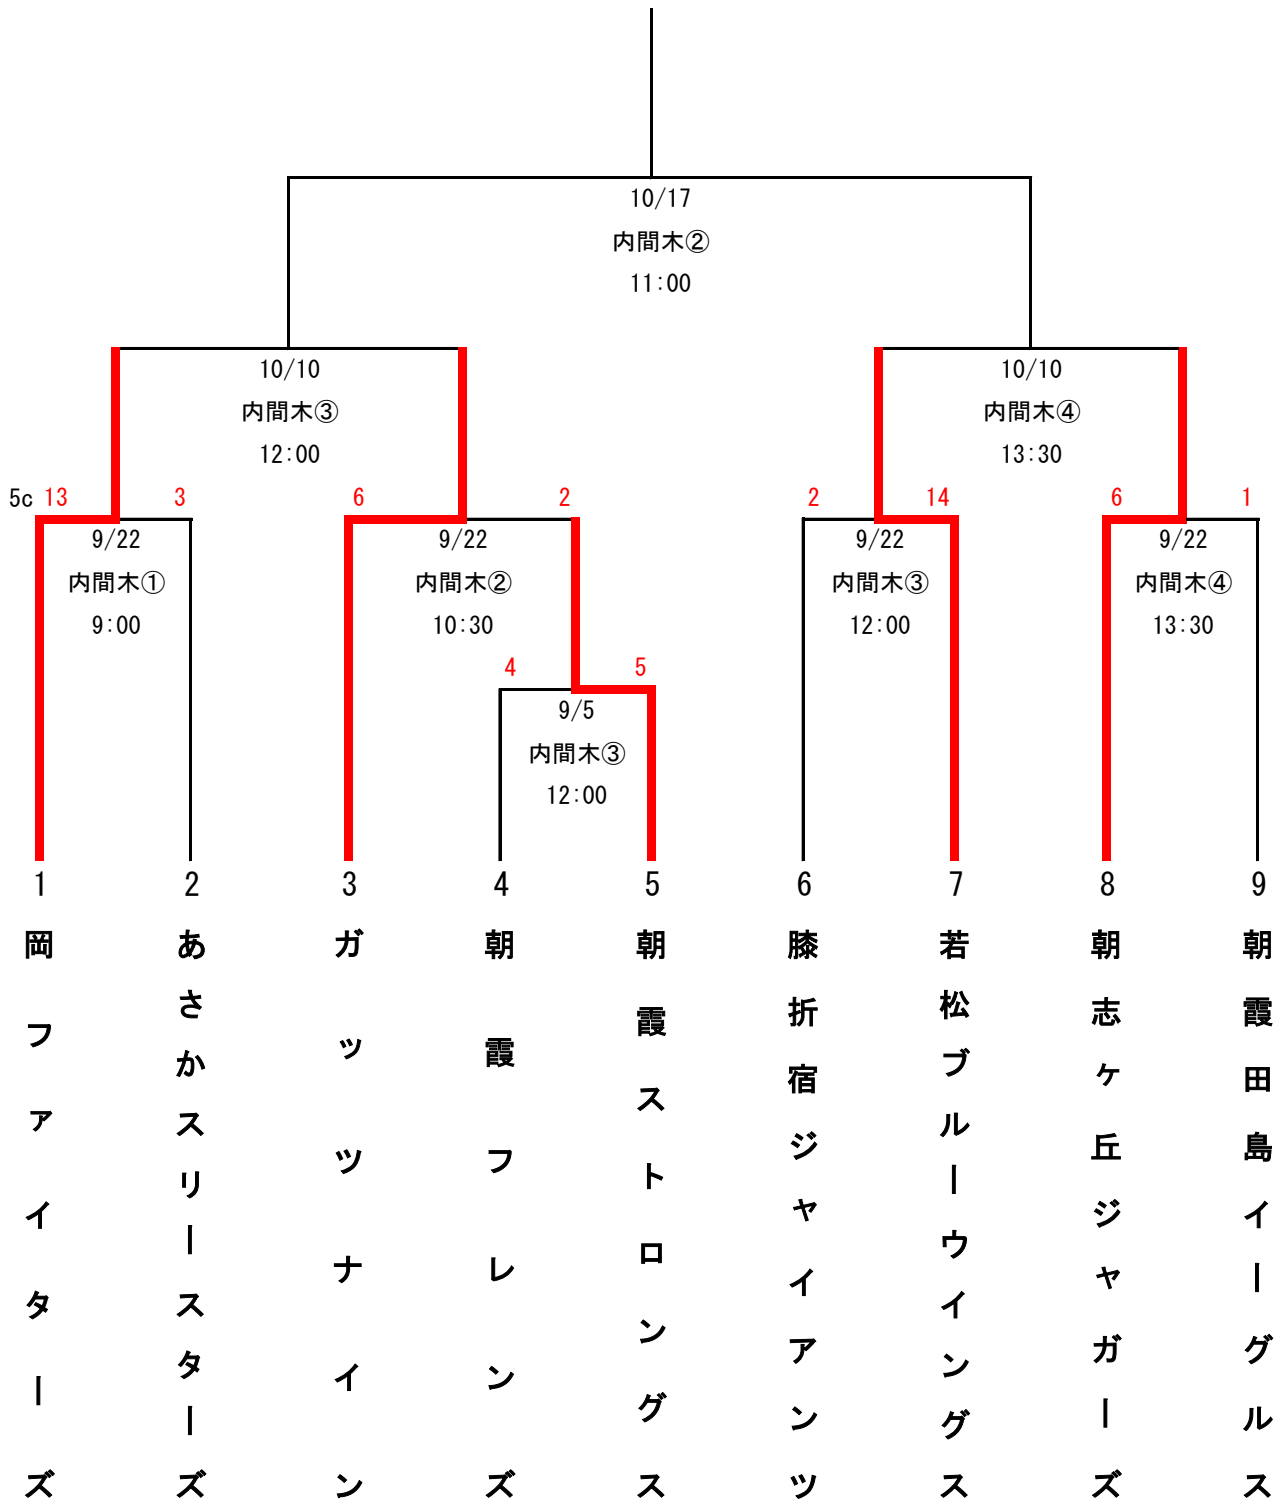 10/17
内間木②
11:00
10/10
内間木③
12:00
10/10
内間木④
13:30
5c 13
3
6
2
2
14
6
1
9/22
内間木①
9:00
9/22
内間木②
10:30
9/22
内間木③
12:00
9/22
内間木④
13:30
4
5
9/5
内間木③
12:00
1
2
3
4
5
6
7
8
9
岡ファイターズ
あさかスリースターズ
ガッツナイン
朝霞フレンズ
朝霞ストロングス
膝折宿ジャイアンツ
若松ブルーウイングス
朝志ケ丘ジャガーズ
朝霞田島イーグルス